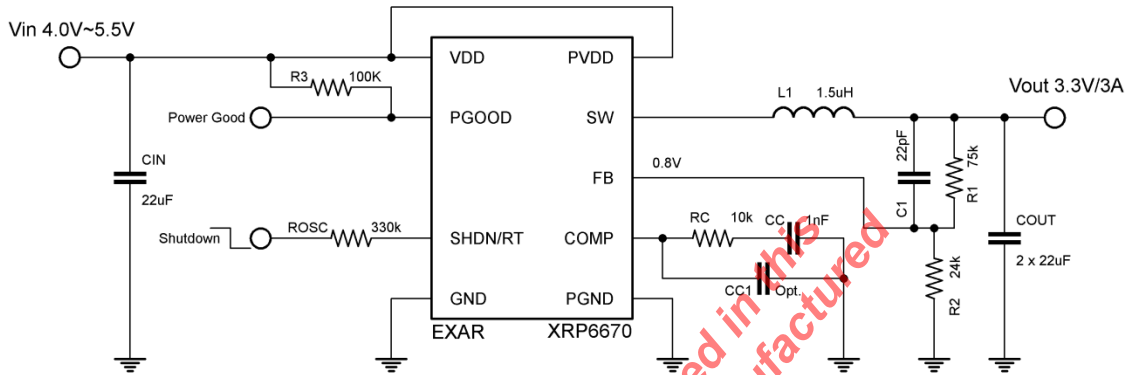 Vin 4.0V~5.5V
VDD
PVDD
R3
100K
L1
1.5uH
Vout 3.3V/3A
Power Good
PGOOD
SW
CIN
22uF
0.8V
FB
22pF
C1
75k
R1
Shutdown
ROSC
330k
SHDN/RT
COMP
RC
10k
CC
1nF
CC1
Opt.
COUT
2 x 22uF
24k
R2
GND
PGND
EXAR
XRP6670
ed in this
ufactured